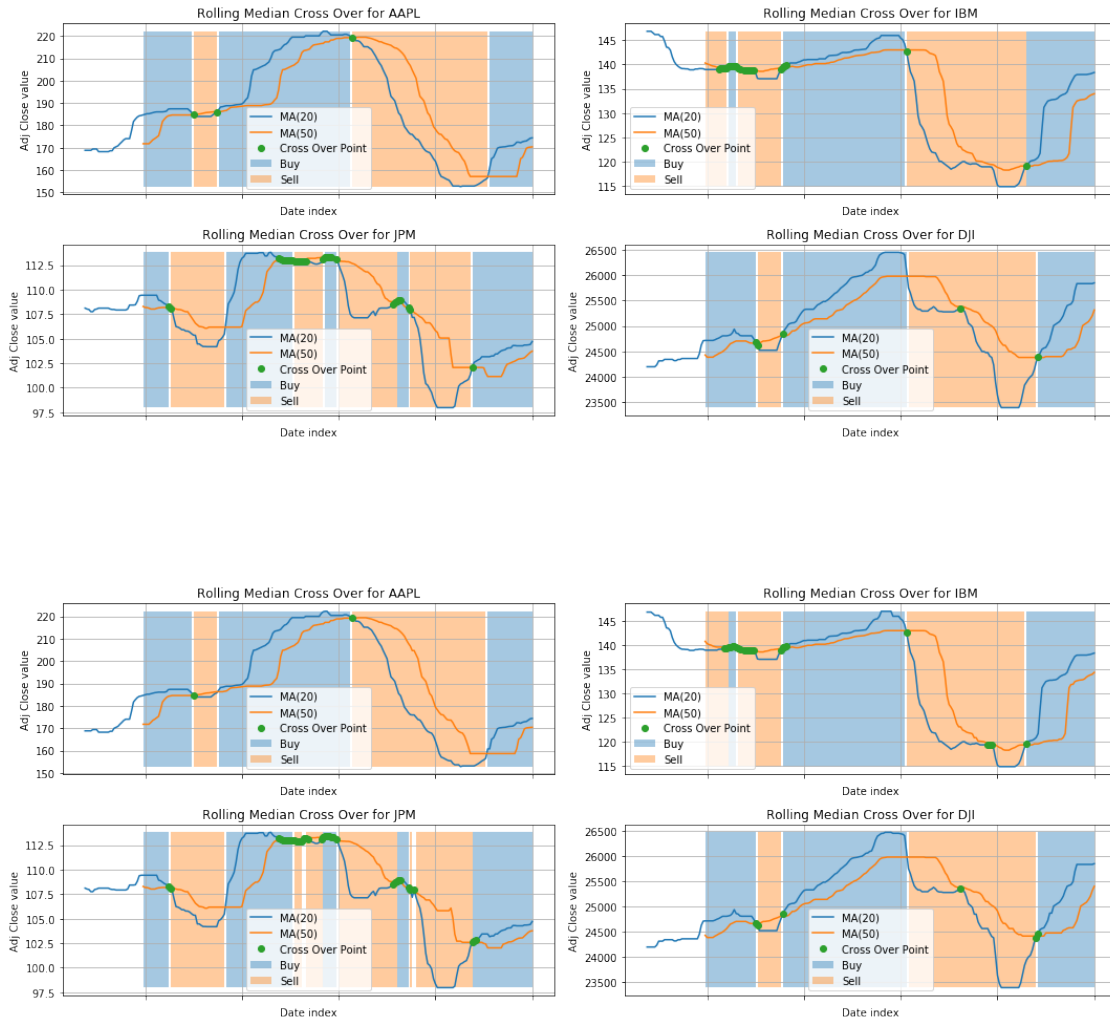 Rolling Median Cross Over for AAPL
Adj Close value
220
210
200
190
180
170
160
150
MA(20)
MA(50)
Cross Over Point
Buy
Sell
Date index
Rolling Median Cross Over for IBM
Adj Close value
145
140
135
130
125
120
115
MA(20)
MA(50)
Cross Over Point
Buy
Sell
Date index
Rolling Median Cross Over for JPM
Adj Close value
112.5
110.0
107.5
105.0
102.5
100.0
97.5
MA(20)
MA(50)
Cross Over Point
Buy
Sell
Date index
Rolling Median Cross Over for DJI
Adj Close value
26500
26000
25500
25000
24500
24000
23500
MA(20)
MA(50)
Cross Over Point
Buy
Sell
Date index
Rolling Median Cross Over for AAPL
Adj Close value
220
210
200
190
180
170
160
150
MA(20)
MA(50)
Cross Over Point
Buy
Sell
Date index
Rolling Median Cross Over for IBM
Adj Close value
145
140
135
130
125
120
115
MA(20)
MA(50)
Cross Over Point
Buy
Sell
Date index
Rolling Median Cross Over for JPM
Adj Close value
112.5
110.0
107.5
105.0
102.5
100.0
97.5
MA(20)
MA(50)
Cross Over Point
Buy
Sell
Date index
Rolling Median Cross Over for DJI
Adj Close value
26500
26000
25500
25000
24500
24000
23500
MA(20)
MA(50)
Cross Over Point
Buy
Sell
Date index